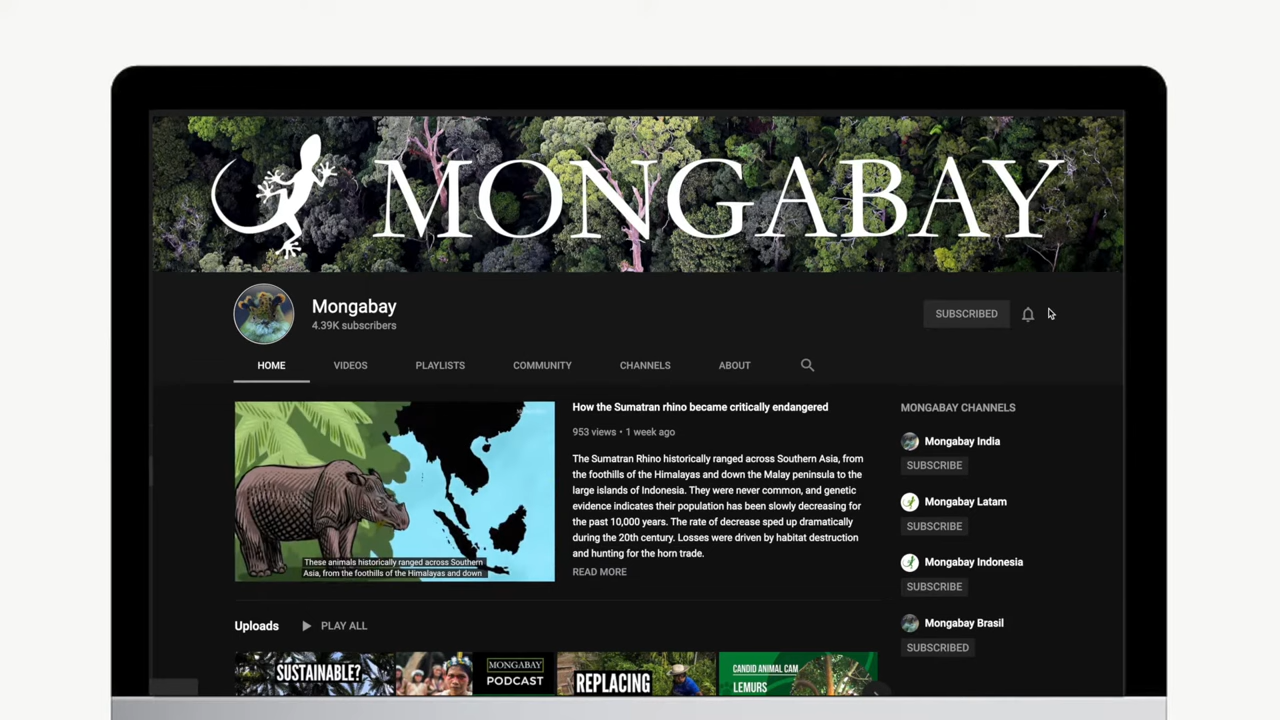 MONGABAY
Mongabay
4.39K subscribers
SUBSCRIBED
HOME
VIDEOS
PLAYLISTS
COMMUNITY
CHANNELS
ABOUT
These animals historically ranged across Southern
Asia, from the foothills of the Himalayas and down
How the Sumatran rhino became critically endangered
953 views • 1 week ago
The Sumatran Rhino historically ranged across Southern Asia, from
the foothills of the Himalayas and down the Malay peninsula to the
large islands of Indonesia. They were never common, and genetic
evidence indicates their population has been slowly decreasing for
the past 10,000 years. The rate of decrease sped up dramatically
during the 20th century. Losses were driven by habitat destruction
and hunting for the horn trade.
READ MORE
MONGABAY CHANNELS
Mongabay India
SUBSCRIBE
Mongabay Latam
SUBSCRIBE
Mongabay Indonesia
SUBSCRIBE
Mongabay Brasil
SUBSCRIBED
Uploads
PLAY ALL
SUSTAINABLE?
MONGABAY
PODCAST
REPLACING
CANDID ANIMAL CAM
LEMURS